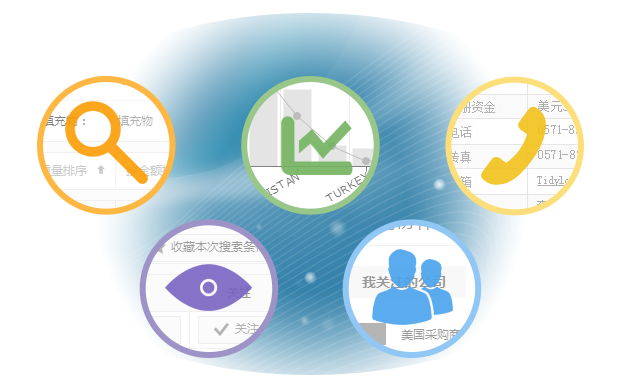 填充物：
填充物
量排序
ISTAN
TURKEY
册资金
美元
电话
0571-8
传真
0571-8
箱
Tidylo
收藏本次搜索条
关注
关注
我关注的公司
美国采购商